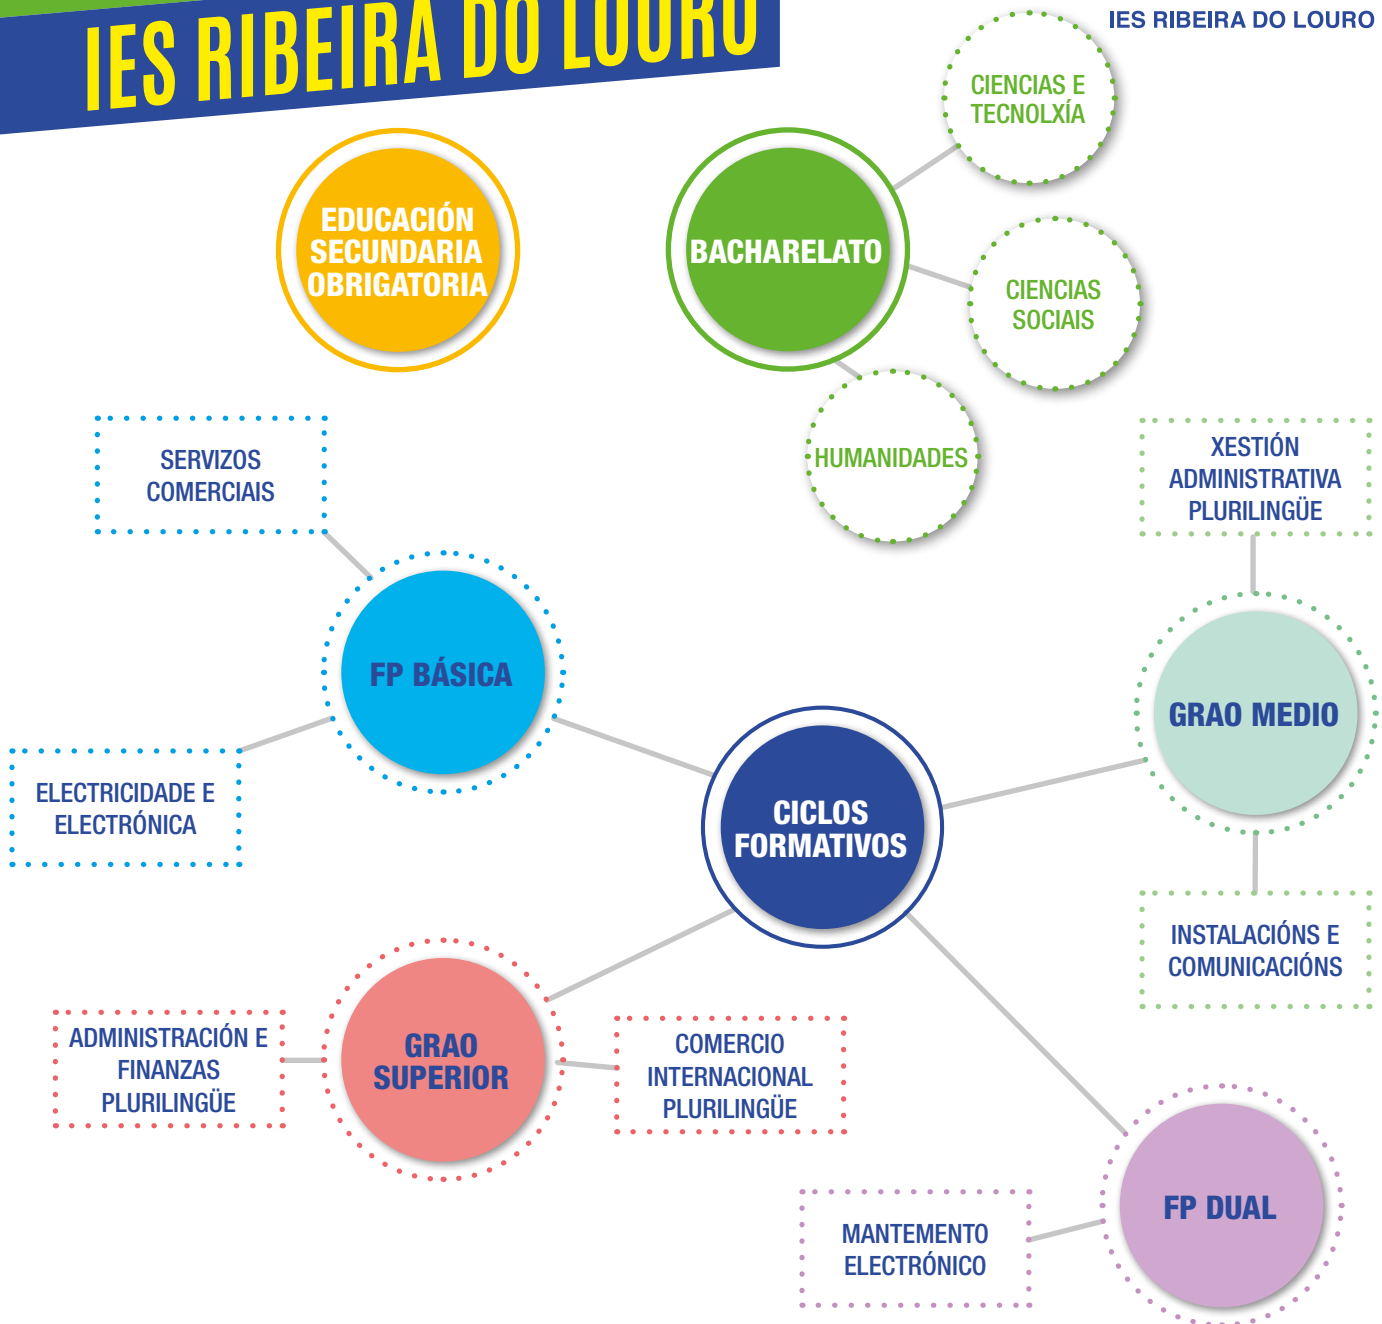 IES RIBEIRA DO LOURO
IES RIBEIRA DO LOURO
CIENCIAS E
TECNOLXÍA
EDUCACIÓN
SECUNDARIA
OBRIGATORIA
BACHARELATO
CIENCIAS
SOCIAIS
HUMANIDADES
SERVIZOS
COMERCIAIS
XESTIÓN
ADMINISTRATIVA
PLURILINGÜE
FP BÁSICA
GRAO MEDIO
ELECTRICIDADE E
ELECTRÓNICA
CICLOS
FORMATIVOS
INSTALACIÓNS E
COMUNICACIÓNS
ADMINISTRACIÓN E
FINANZAS
PLURILINGÜE
GRAO
SUPERIOR
COMERCIO
INTERNACIONAL
PLURILINGÜE
FP DUAL
MANTEMENTO
ELECTRÓNICO